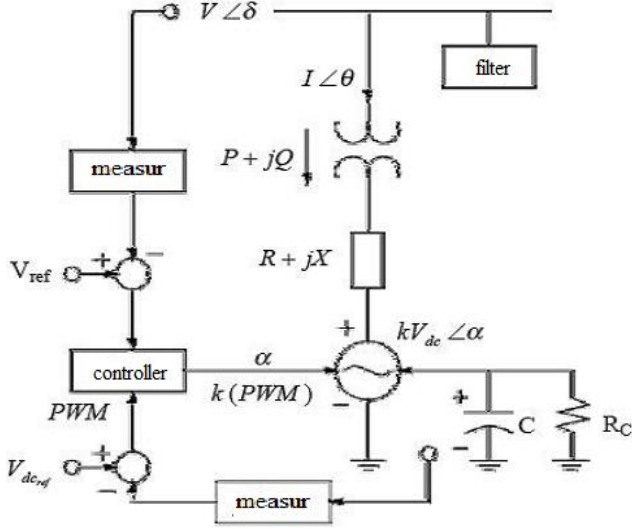 V∠δ
filter
I∠θ
P + jQ
measur
+
−
V_ref
R + jX
+
kV_dc∠α
α
controller
k (PWM)
−
+
−
C
R_C
PWM
+
V_dc_ref
−
measur